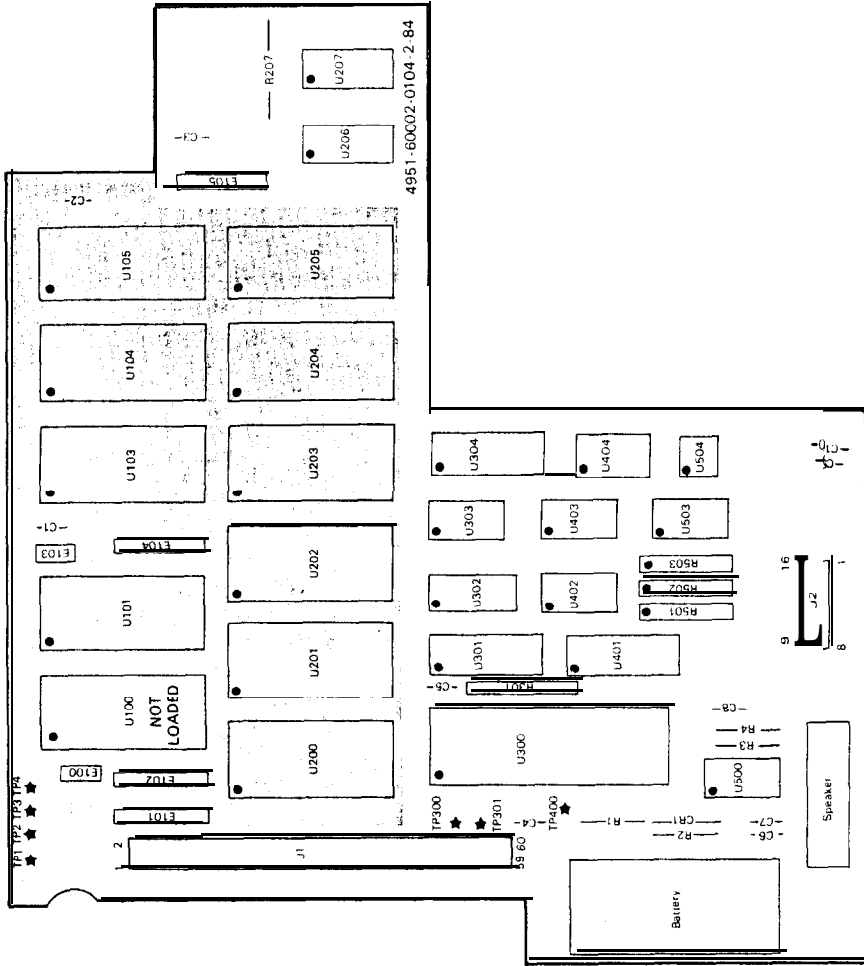 R207
U207
U206
4951-60002-0104-2-84
-C3-
E105
-C2-
U105
U205
U104
U204
U103
U203
-C1-
E103
E104
U202
U101
U201
U100
NOT
LOADED
U200
E100
E102
E101
TP1 TP2 TP3 TP4
2
1
J1
59 60
U304
U404
U504
-C10-
U303
U403
U503
R503
R502
R501
U302
U402
U301
U401
-C5-
R301
U300
TP300
TP301
-C4-
TP400
R1
CR1
R2
-C7-
-C6-
U500
R3
R4
-C8-
16
9
J2
1
8
Speaker
Battery